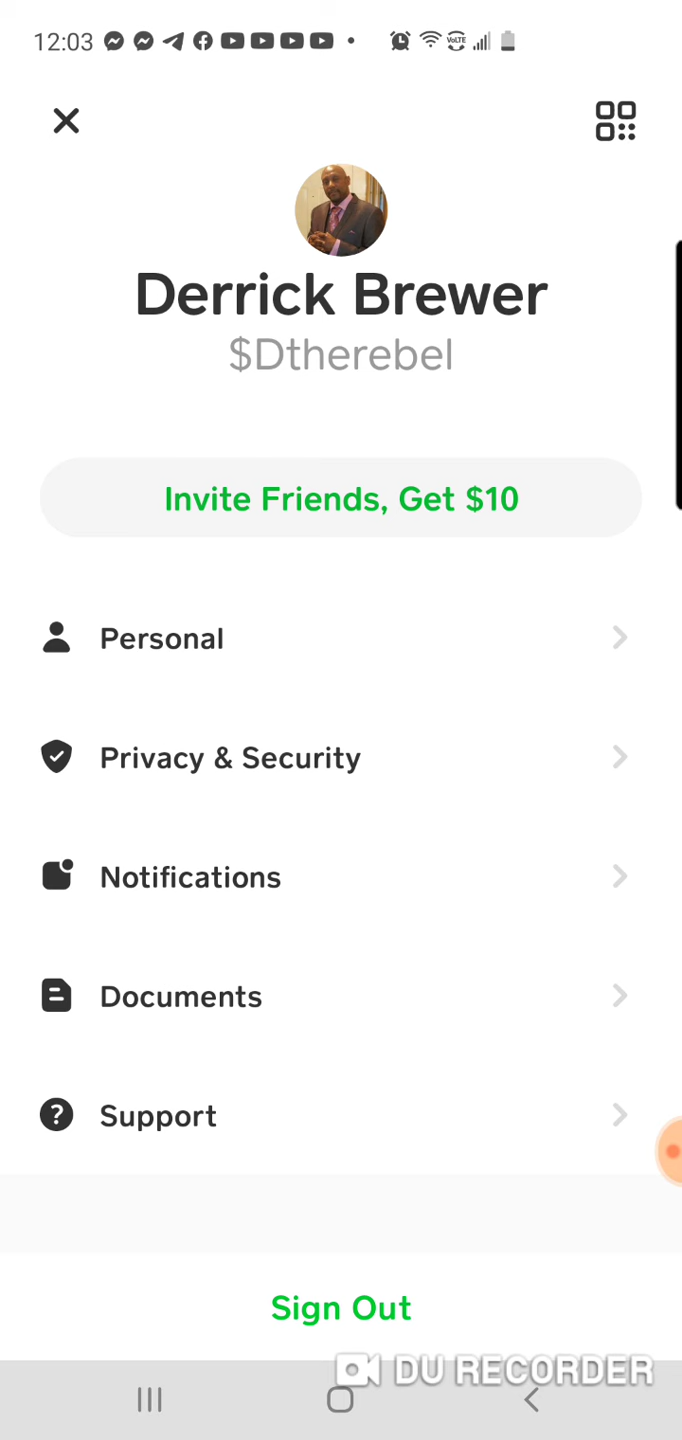 12:03 VoLTE
Derrick Brewer
$Dtherebel
Invite Friends, Get $10
Personal
Privacy & Security
Notifications
Documents
Support
Sign Out
DU RECORDER